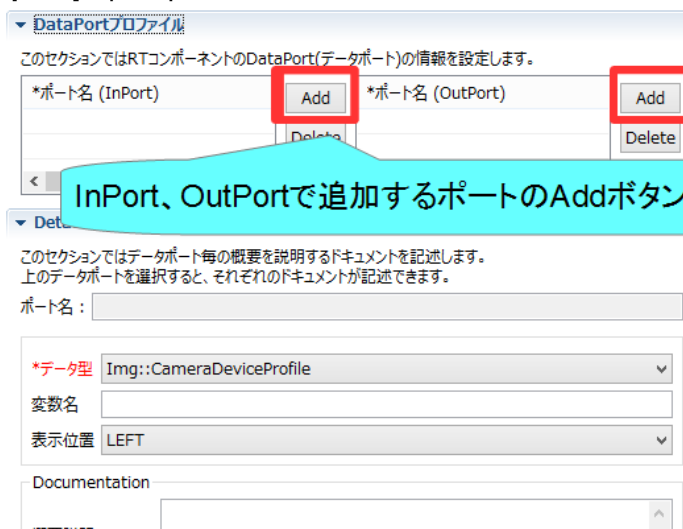 DataPortプロファイル
このセクションではRTコンポーネントのDataPort(データポート)の情報を設定します。
*ポート名 (InPort)
Add
*ポート名 (OutPort)
Add
Delete
Delete
InPort、OutPortで追加するポートのAddボタン
このセクションではデータポート毎の概要を説明するドキュメントを記述します。
上のデータポートを選択すると、それぞれのドキュメントが記述できます。
ポート名：
*データ型 Img::CameraDeviceProfile
変数名
表示位置 LEFT
Documentation